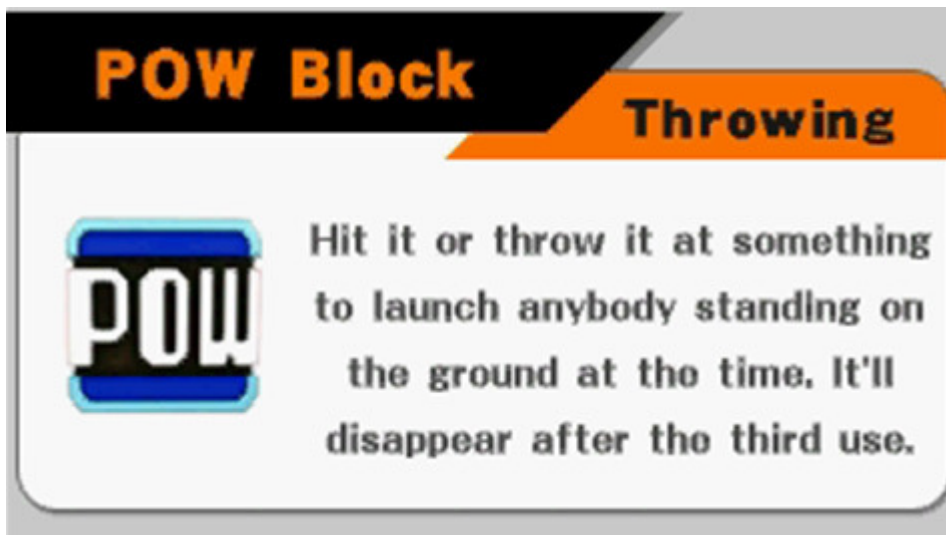 POW Block
Throwing
POW
Hit it or throw it at something
to launch anybody standing on
the ground at the time. It'll
disappear after the third use.